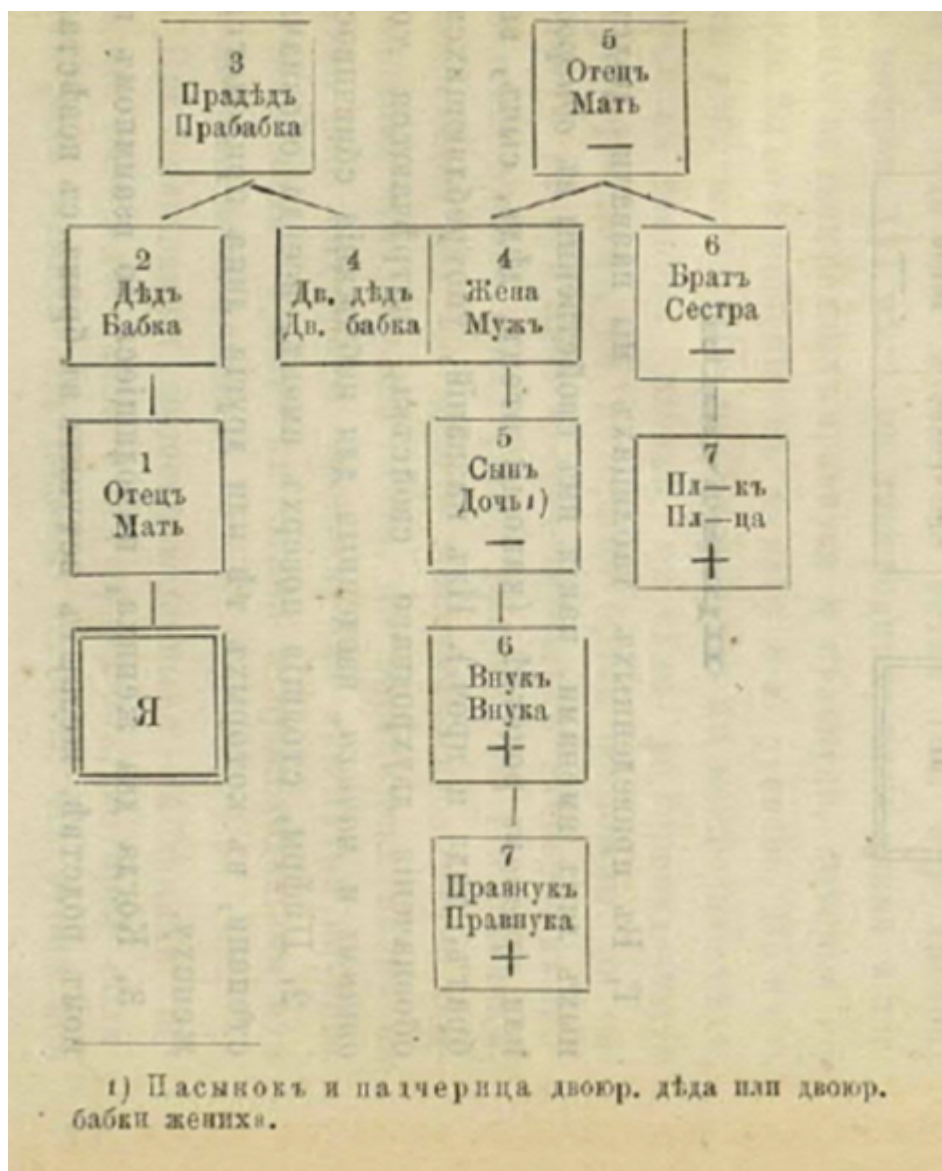 3
Прадѣдъ
Прабабка
5
Отецъ
Мать
—
2
Дѣдъ
Бабка
4
Дв. дѣдъ
Дв. бабка
4
Жена
Мужъ
6
Братъ
Сестра
—
1
Отецъ
Мать
5
Сынъ
Дочь1)
—
7
Пл—къ
Пл—ца
+
Я
6
Внукъ
Внука
+
7
Правнукъ
Правнука
+
1) Пасынокъ и падчерица двоюр. дѣда или двоюр.
бабки жениха.